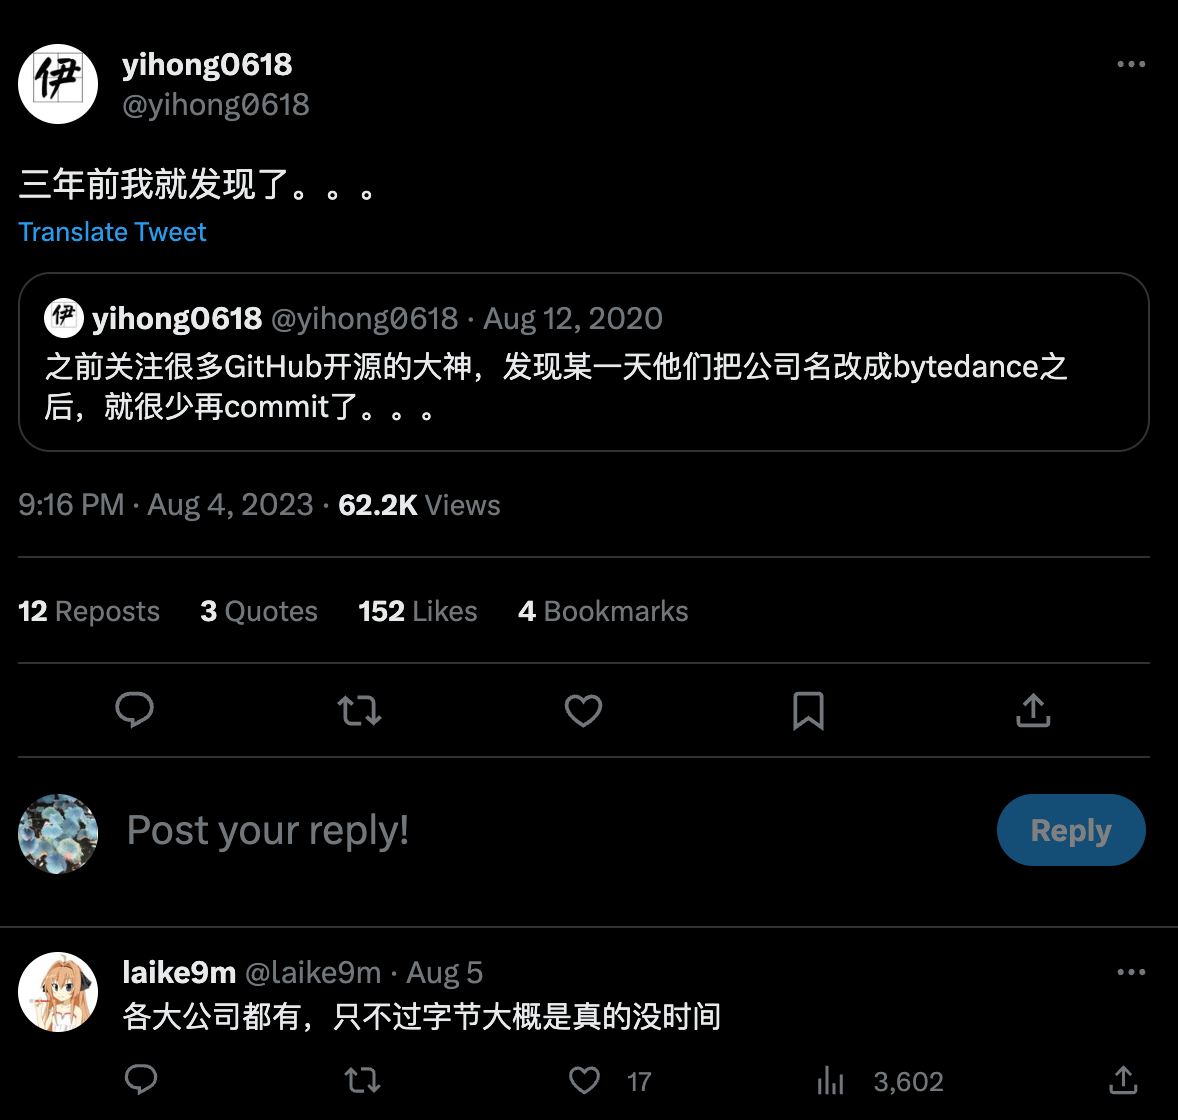 伊
yihong0618
@yihong0618
三年前我就发现了。。。
Translate Tweet
伊 yihong0618 @yihong0618 · Aug 12, 2020
之前关注很多GitHub开源的大神，发现某一天他们把公司名改成bytedance之
后，就很少再commit了。。。
9:16 PM · Aug 4, 2023 · 62.2K Views
12 Reposts 3 Quotes 152 Likes 4 Bookmarks
Post your reply!
Reply
laike9m @laike9m · Aug 5
各大公司都有，只不过字节大概是真的没时间
17 3,602